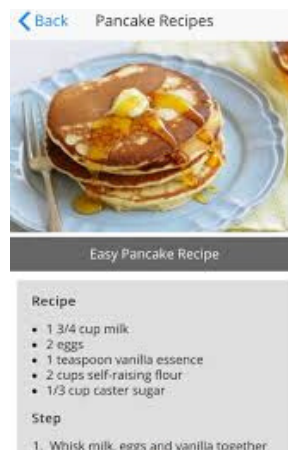 Back Pancake Recipes
Easy Pancake Recipe
Recipe
• 1 3/4 cup milk
• 2 eggs
• 1 teaspoon vanilla essence
• 2 cups self-raising flour
• 1/3 cup caster sugar
Step
1. Whisk milk, eggs and vanilla together